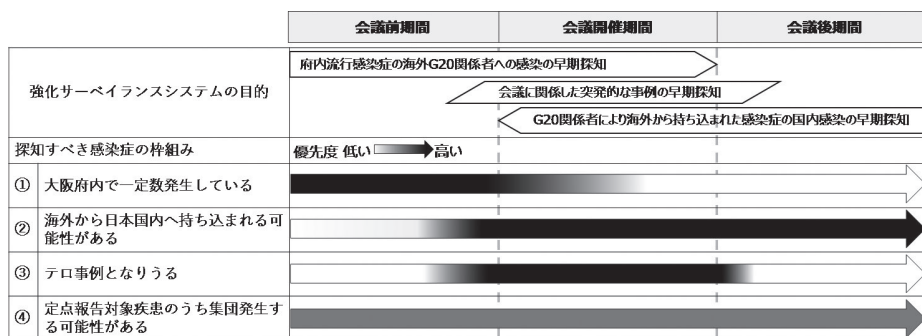 会議前期間 会議開催期間 会議後期間
強化サーベイランスシステムの目的
府内流行感染症の海外G20関係者への感染の早期探知
会議に関係した突発的な事例の早期探知
G20関係者により海外から持ち込まれた感染症の国内感染の早期探知
探知すべき感染症の枠組み
優先度 低い 高い
① 大阪府内で一定数発生している
② 海外から日本国内へ持ち込まれる可
能性がある
③ テロ事例となりうる
④ 定点報告対象疾患のうち集団発生す
る可能性がある